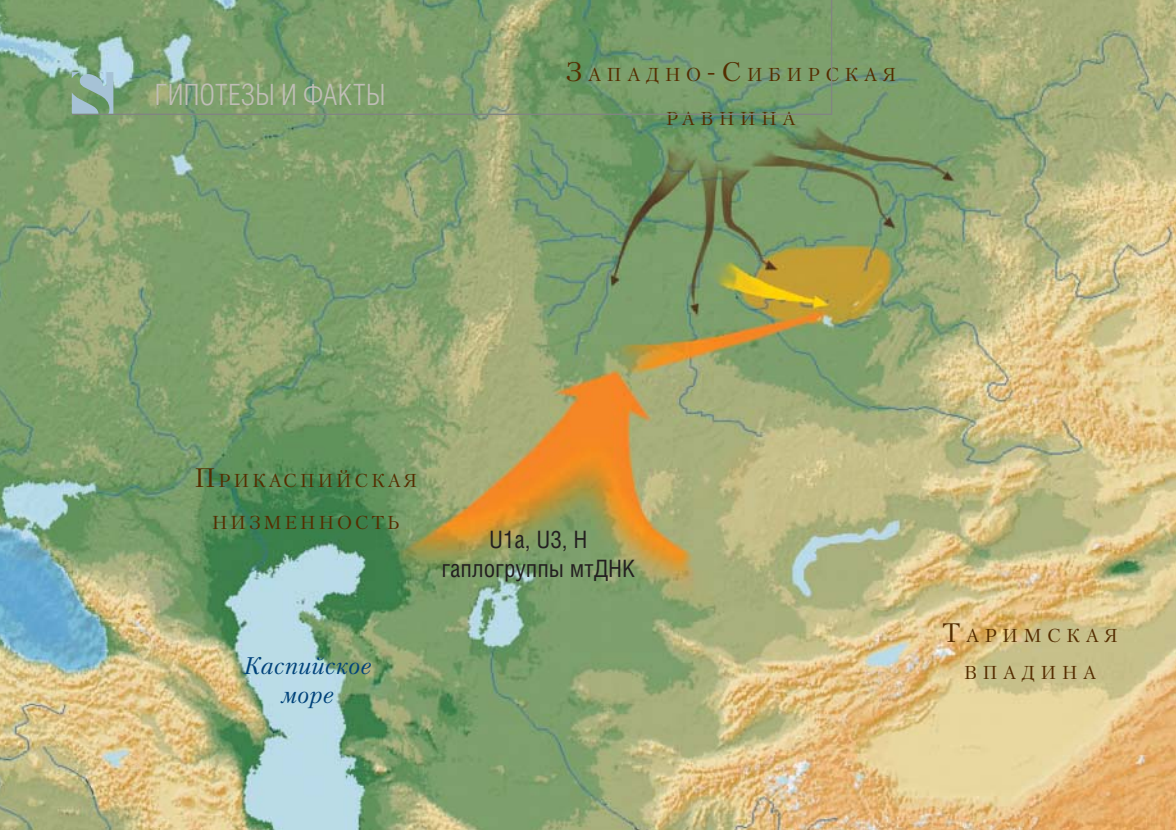 Западно-Сибирская
равнина
ГИПОТЕЗЫ И ФАКТЫ
Прикаспийская
низменность
U1a, U3, H
гаплогруппы мтДНК
Таримская
впадина
Каспийское
море